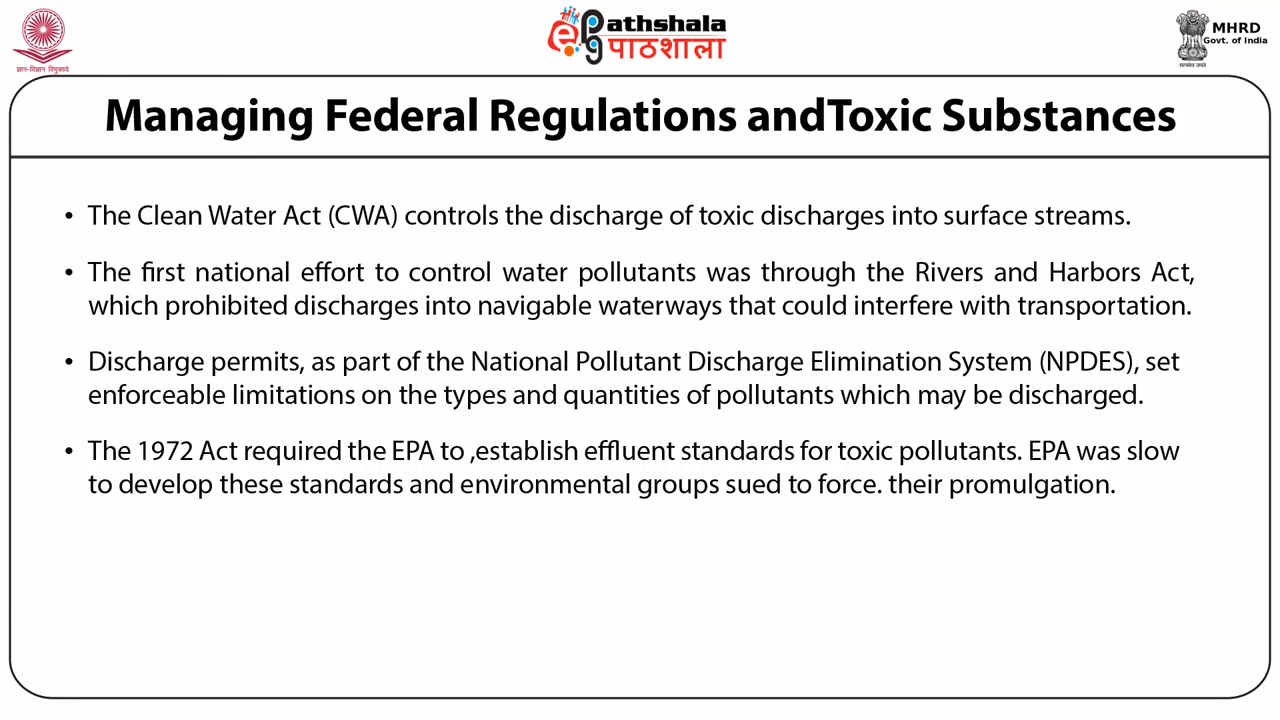 ePathshala
पाठशाला
MHRD
Govt. of India
ज्ञान-विज्ञान विमुक्तये
सत्यमेव जयते
Managing Federal Regulations andToxic Substances
• The Clean Water Act (CWA) controls the discharge of toxic discharges into surface streams.
• The first national effort to control water pollutants was through the Rivers and Harbors Act,
which prohibited discharges into navigable waterways that could interfere with transportation.
• Discharge permits, as part of the National Pollutant Discharge Elimination System (NPDES), set
enforceable limitations on the types and quantities of pollutants which may be discharged.
• The 1972 Act required the EPA to ,establish effluent standards for toxic pollutants. EPA was slow
to develop these standards and environmental groups sued to force. their promulgation.